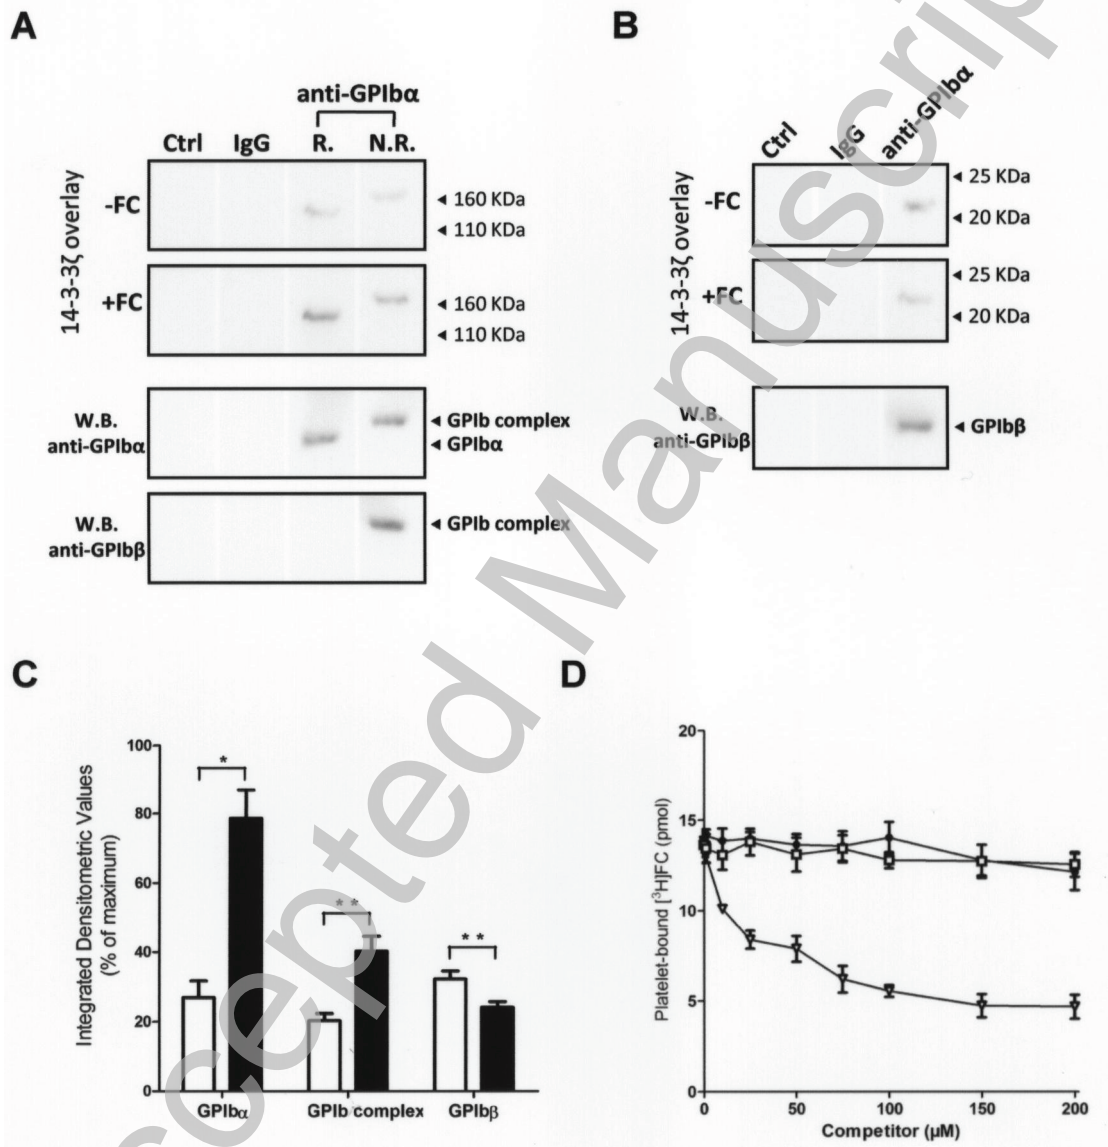 A
anti-GPIbα
Ctrl IgG R. N.R.
14-3-3ζ overlay
-FC
160 KDa
110 KDa
+FC
160 KDa
110 KDa
W.B.
anti-GPIbα
GPIb complex
GPIbα
W.B.
anti-GPIbβ
GPIb complex
B
Ctrl IgG anti-GPIbα
14-3-3ζ overlay
-FC
25 KDa
20 KDa
+FC
25 KDa
20 KDa
W.B.
anti-GPIbβ
GPIbβ
C
Integrated Densitometric Values
(% of maximum)
100
80
60
40
20
0
*
* *
* *
GPIbα GPIb complex GPIbβ
D
Platelet-bound [³H]FC (pmol)
20
15
10
5
0
0 50 100 150 200
Competitor (µM)
cepted Manuscrip